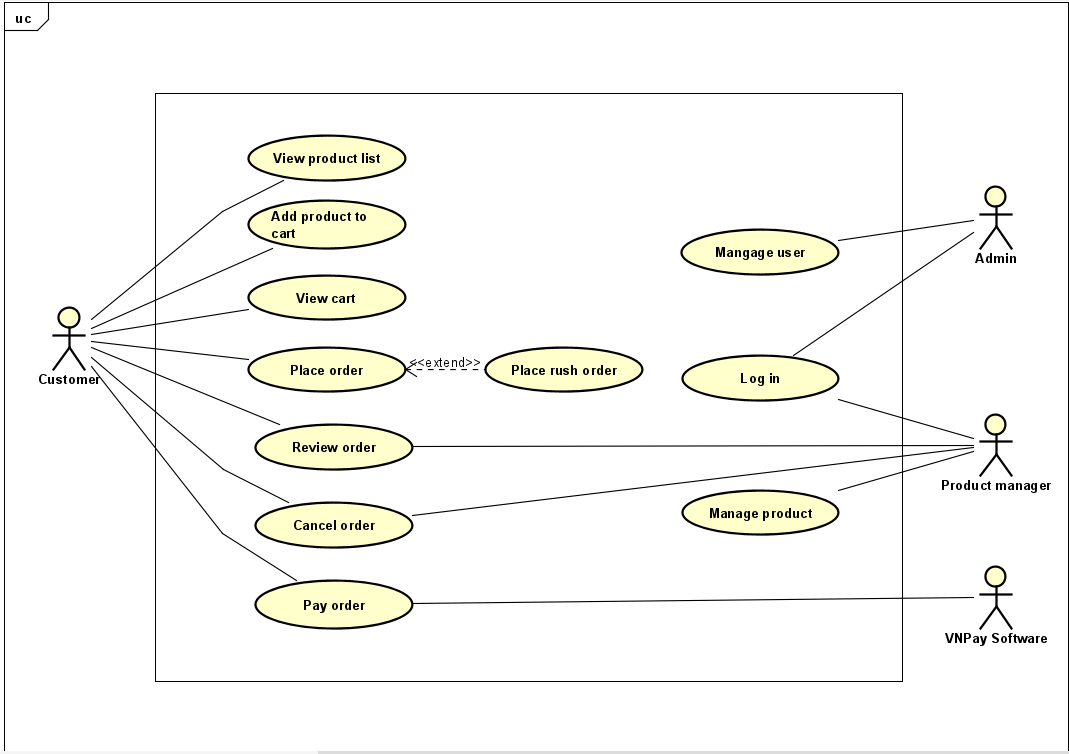 uc
View product list
Add product to
cart
View cart
Place order
<<extend>>
Place rush order
Review order
Cancel order
Pay order
Mangage user
Log in
Manage product
Customer
Admin
Product manager
VNPay Software